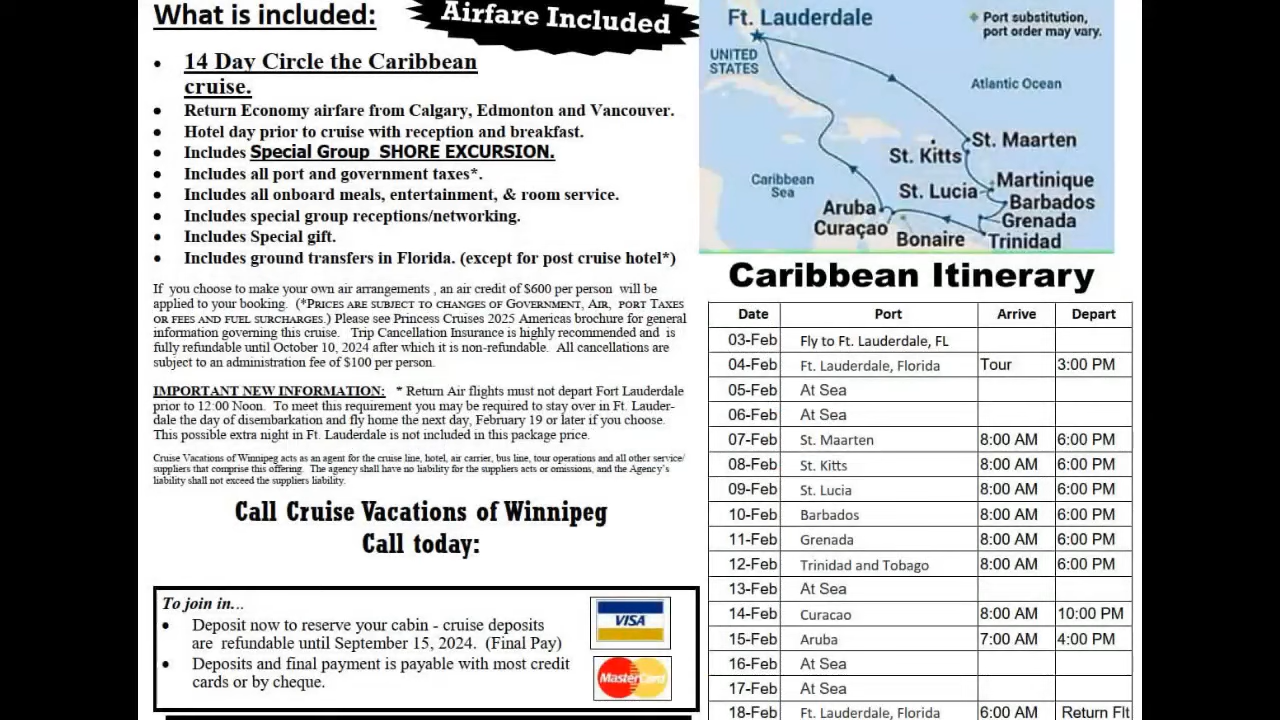 What is included:
Airfare Included
• 14 Day Circle the Caribbean
cruise.
• Return Economy airfare from Calgary, Edmonton and Vancouver.
• Hotel day prior to cruise with reception and breakfast.
• Includes Special Group SHORE EXCURSION.
• Includes all port and government taxes*.
• Includes all onboard meals, entertainment, & room service.
• Includes special group receptions/networking.
• Includes Special gift.
• Includes ground transfers in Florida. (except for post cruise hotel*)
If you choose to make your own air arrangements , an air credit of $600 per person will be
applied to your booking. (*PRICES ARE SUBJECT TO CHANGES OF GOVERNMENT, AIR, PORT TAXES
OR FEES AND FUEL SURCHARGES.) Please see Princess Cruises 2025 Americas brochure for general
information governing this cruise. Trip Cancellation Insurance is highly recommended and is
fully refundable until October 10, 2024 after which it is non-refundable. All cancellations are
subject to an administration fee of $100 per person.
IMPORTANT NEW INFORMATION: * Return Air flights must not depart Fort Lauderdale
prior to 12:00 Noon. To meet this requirement you may be required to stay over in Ft. Lauder-
dale the day of disembarkation and fly home the next day, February 19 or later if you choose.
This possible extra night in Ft. Lauderdale is not included in this package price.
Cruise Vacations of Winnipeg acts as an agent for the cruise line, hotel, air carrier, bus line, tour operations and all other service/
suppliers that comprise this offering. The agency shall have no liability for the suppliers acts or omissions, and the Agency's
liability shall not exceed the suppliers liability.
Call Cruise Vacations of Winnipeg
Call today:
To join in...
• Deposit now to reserve your cabin - cruise deposits
are refundable until September 15, 2024. (Final Pay)
• Deposits and final payment is payable with most credit
cards or by cheque.
VISA
MasterCard
Ft. Lauderdale
UNITED
STATES
Port substitution,
port order may vary.
Atlantic Ocean
St. Maarten
St. Kitts
Caribbean
Sea
St. Lucia
Martinique
Barbados
Aruba
Grenada
Curaçao
Bonaire
Trinidad
Caribbean Itinerary
Date Port Arrive Depart
03-Feb Fly to Ft. Lauderdale, FL
04-Feb Ft. Lauderdale, Florida Tour 3:00 PM
05-Feb At Sea
06-Feb At Sea
07-Feb St. Maarten 8:00 AM 6:00 PM
08-Feb St. Kitts 8:00 AM 6:00 PM
09-Feb St. Lucia 8:00 AM 6:00 PM
10-Feb Barbados 8:00 AM 6:00 PM
11-Feb Grenada 8:00 AM 6:00 PM
12-Feb Trinidad and Tobago 8:00 AM 6:00 PM
13-Feb At Sea
14-Feb Curacao 8:00 AM 10:00 PM
15-Feb Aruba 7:00 AM 4:00 PM
16-Feb At Sea
17-Feb At Sea
18-Feb Ft. Lauderdale, Florida 6:00 AM Return Flt